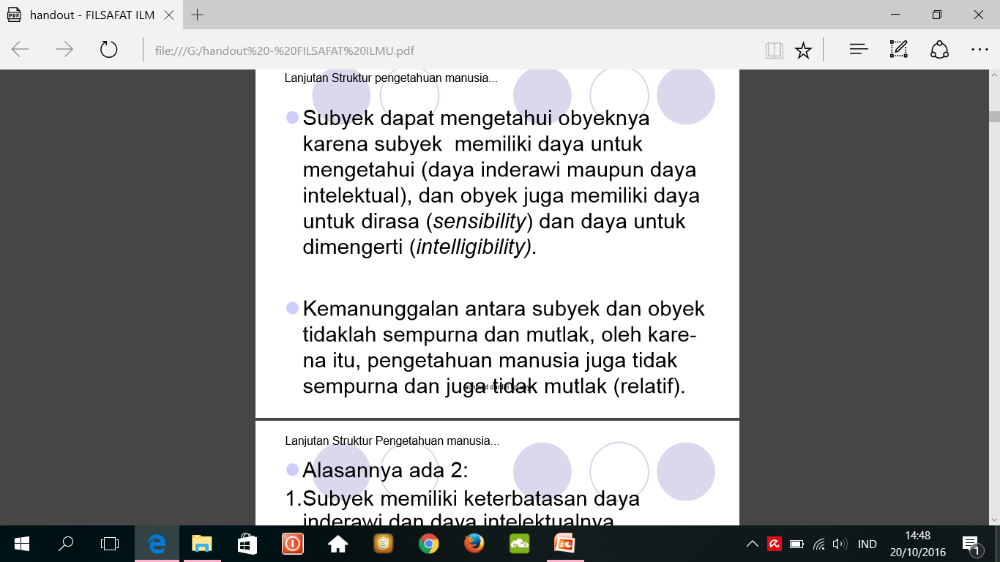 handout - FILSAFAT ILM
file:///G:/handout%20-%20FILSAFAT%20ILMU.pdf
Lanjutan Struktur pengetahuan manusia...
Subyek dapat mengetahui obyeknya
karena subyek memiliki daya untuk
mengetahui (daya inderawi maupun daya
intelektual), dan obyek juga memiliki daya
untuk dirasa (sensibility) dan daya untuk
dimengerti (intelligibility).
Kemanunggalan antara subyek dan obyek
tidaklah sempurna dan mutlak, oleh kare-
na itu, pengetahuan manusia juga tidak
sempurna dan juga tidak mutlak (relatif).
Lanjutan Struktur Pengetahuan manusia...
Alasannya ada 2:
1.Subyek memiliki keterbatasan daya
inderawi dan daya intelektualnya
IND
14:48
20/10/2016
1